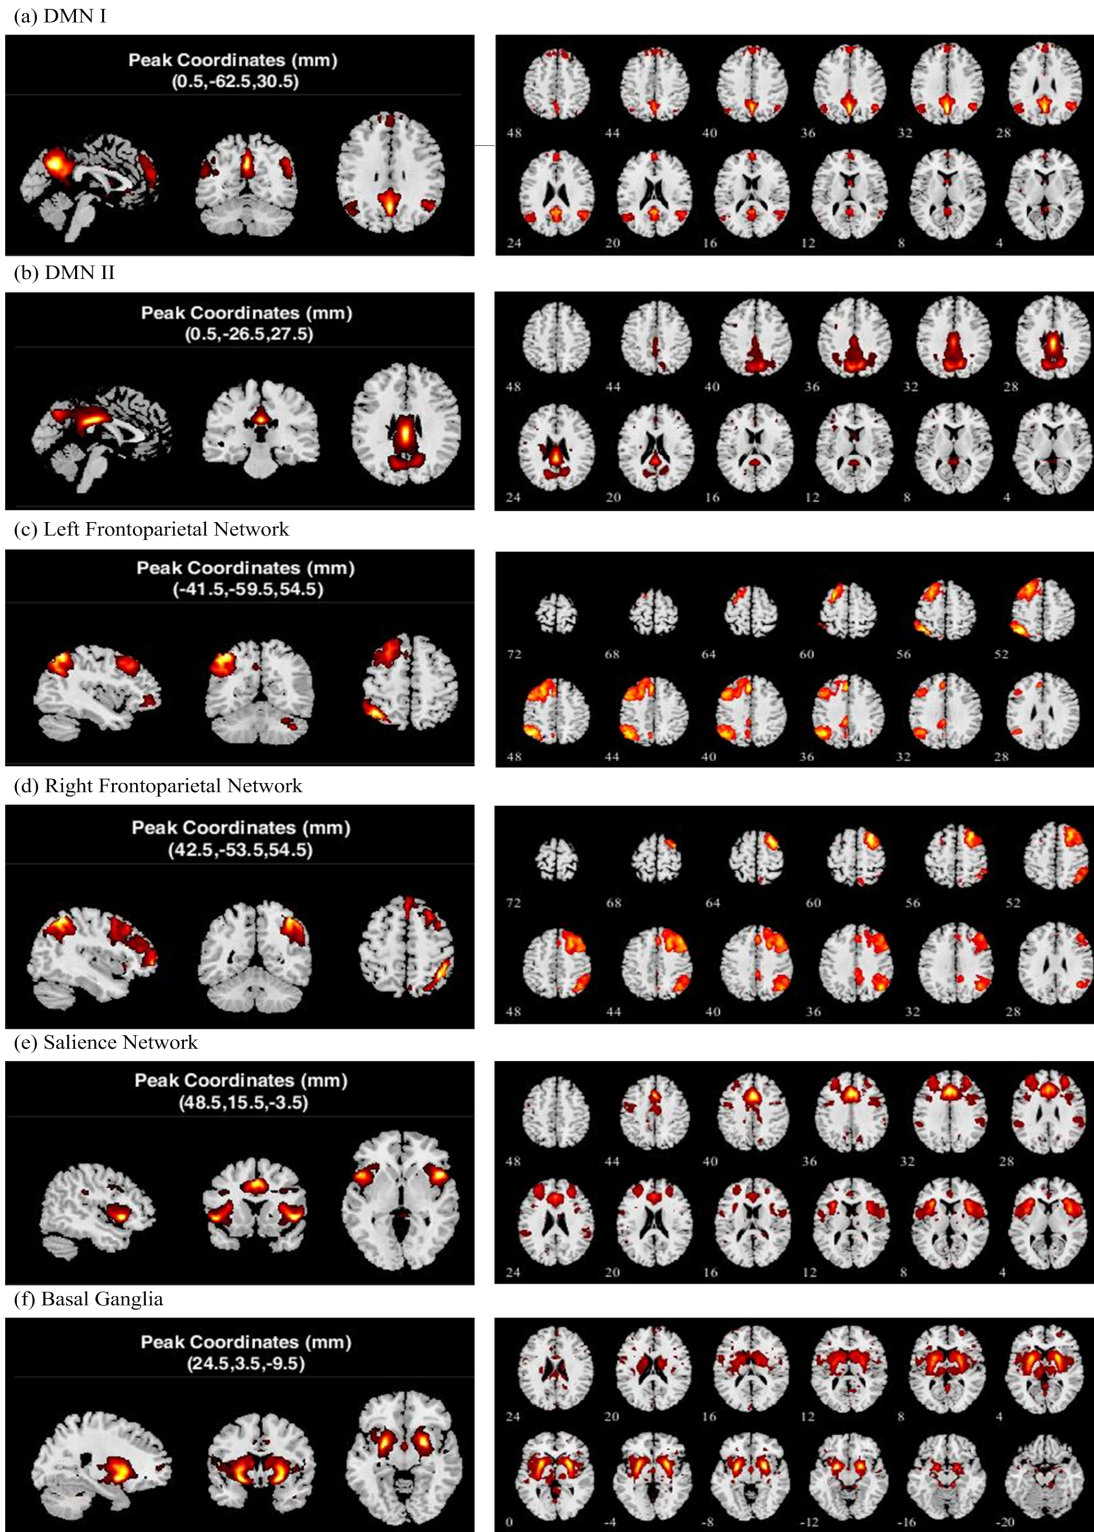 (a) DMN I
Peak Coordinates (mm)
(0.5,-62.5,30.5)
48 44 40 36 32 28
24 20 16 12 8 4
(b) DMN II
Peak Coordinates (mm)
(0.5,-26.5,27.5)
48 44 40 36 32 28
24 20 16 12 8 4
(c) Left Frontoparietal Network
Peak Coordinates (mm)
(-41.5,-59.5,54.5)
72 68 64 60 56 52
48 44 40 36 32 28
(d) Right Frontoparietal Network
Peak Coordinates (mm)
(42.5,-53.5,54.5)
72 68 64 60 56 52
48 44 40 34 32 28
(e) Salience Network
Peak Coordinates (mm)
(48.5,15.5,-3.5)
48 44 40 36 32 28
24 20 16 12 8 4
(f) Basal Ganglia
Peak Coordinates (mm)
(24.5,3.5,-9.5)
24 20 16 12 8 4
0 -4 -8 -12 -16 -20